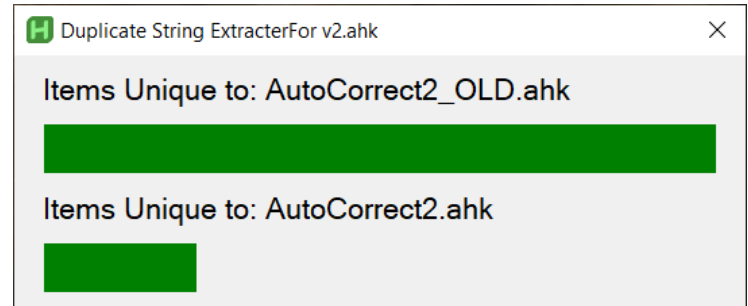 H Duplicate String ExtracterFor v2.ahk
Items Unique to: AutoCorrect2_OLD.ahk
Items Unique to: AutoCorrect2.ahk